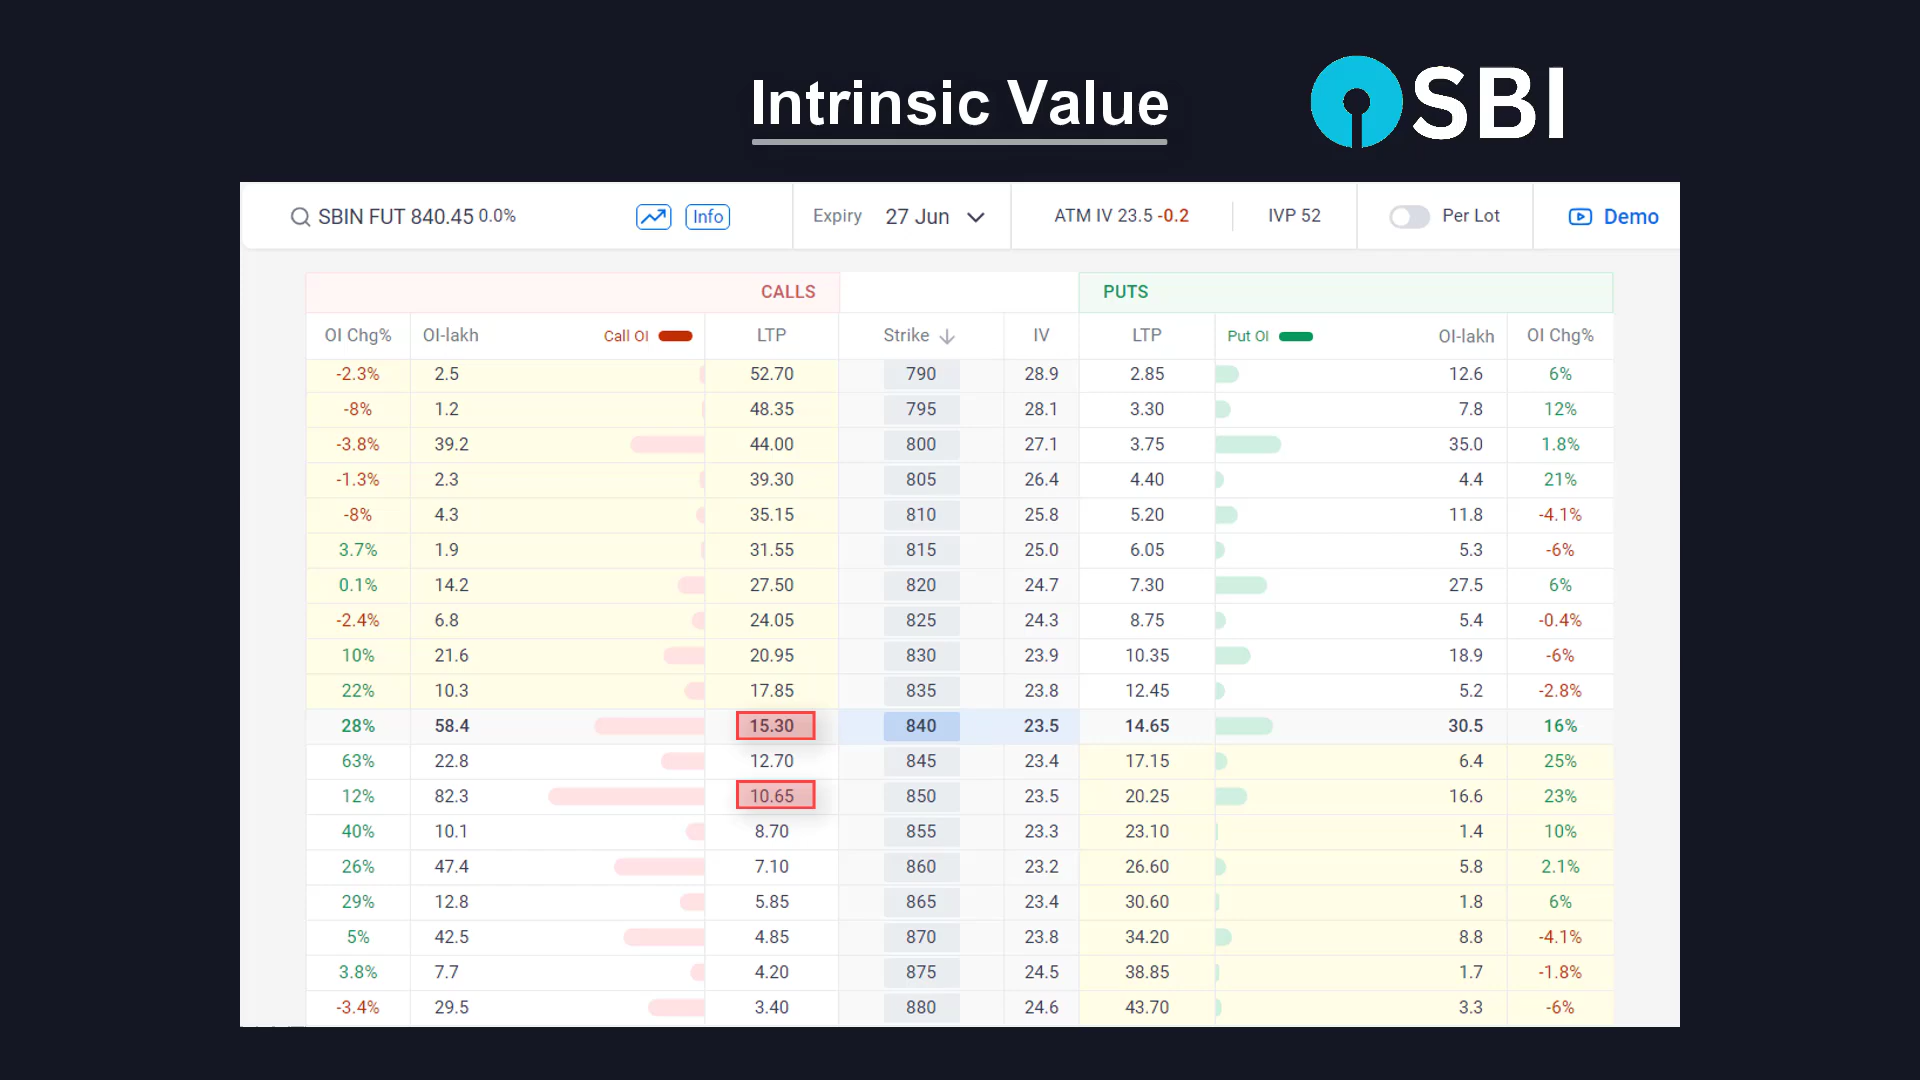 Intrinsic Value
SBI
SBIN FUT 840.45 0.0% Info Expiry 27 Jun ATM IV 23.5 -0.2 IVP 52 Per Lot Demo
CALLS PUTS
OI Chg% OI-lakh Call OI LTP Strike IV LTP Put OI OI-lakh OI Chg%
-2.3% 2.5 52.70 790 28.9 2.85 12.6 6%
-8% 1.2 48.35 795 28.1 3.30 7.8 12%
-3.8% 39.2 44.00 800 27.1 3.75 35.0 1.8%
-1.3% 2.3 39.30 805 26.4 4.40 4.4 21%
-8% 4.3 35.15 810 25.8 5.20 11.8 -4.1%
3.7% 1.9 31.55 815 25.0 6.05 5.3 -6%
0.1% 14.2 27.50 820 24.7 7.30 27.5 6%
-2.4% 6.8 24.05 825 24.3 8.75 5.4 -0.4%
10% 21.6 20.95 830 23.9 10.35 18.9 -6%
22% 10.3 17.85 835 23.8 12.45 5.2 -2.8%
28% 58.4 15.30 840 23.5 14.65 30.5 16%
63% 22.8 12.70 845 23.4 17.15 6.4 25%
12% 82.3 10.65 850 23.5 20.25 16.6 23%
40% 10.1 8.70 855 23.3 23.10 1.4 10%
26% 47.4 7.10 860 23.2 26.60 5.8 2.1%
29% 12.8 5.85 865 23.4 30.60 1.8 6%
5% 42.5 4.85 870 23.8 34.20 8.8 -4.1%
3.8% 7.7 4.20 875 24.5 38.85 1.7 -1.8%
-3.4% 29.5 3.40 880 24.6 43.70 3.3 -6%